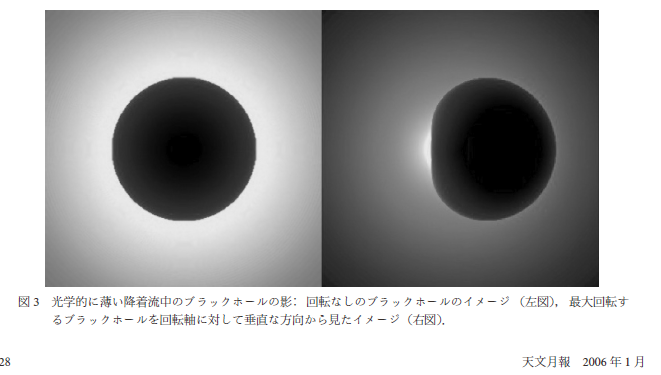 図 3 光学的に薄い降着流中のブラックホールの影: 回転なしのブラックホールのイメージ (左図), 最大回転す
るブラックホールを回転軸に対して垂直な方向から見たイメージ (右図).
28
天文月報 2006 年 1 月